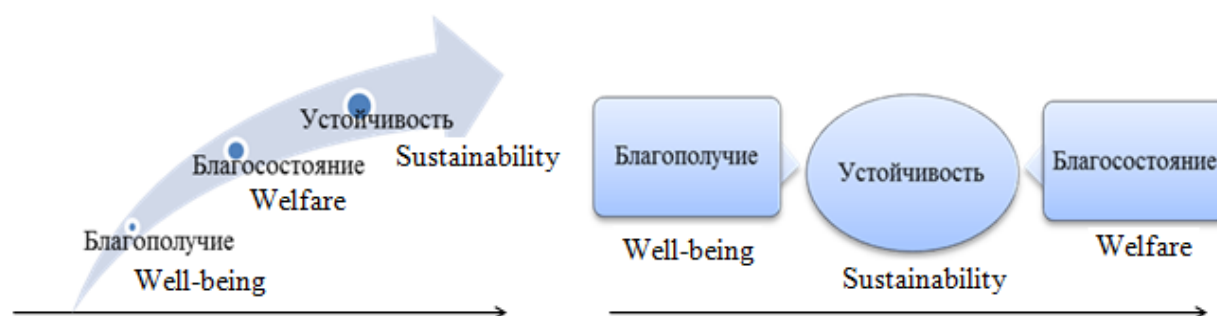 Устойчивость
Sustainability
Благосостояние
Welfare
Благополучие
Well-being
Благополучие
Well-being
Устойчивость
Sustainability
Благосостояние
Welfare